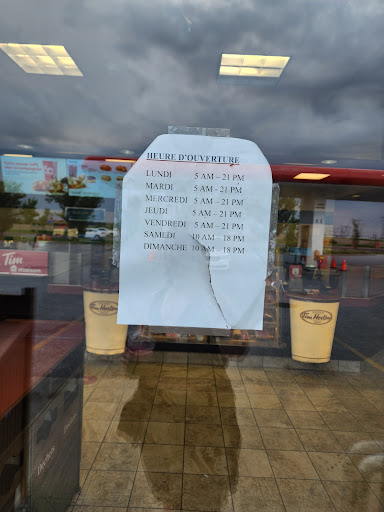 HEURE D'OUVERTURE
LUNDI 5 AM – 21 PM
MARDI 5 AM - 21 PM
MERCREDI 5 AM – 21 PM
JEUDI 5 AM – 21 PM
VENDREDI 5 AM – 21 PM
SAMEDI 10 AM – 18 PM
DIMANCHE 10 AM – 18 PM
Tim
Tim Hortons
Tim Hortons